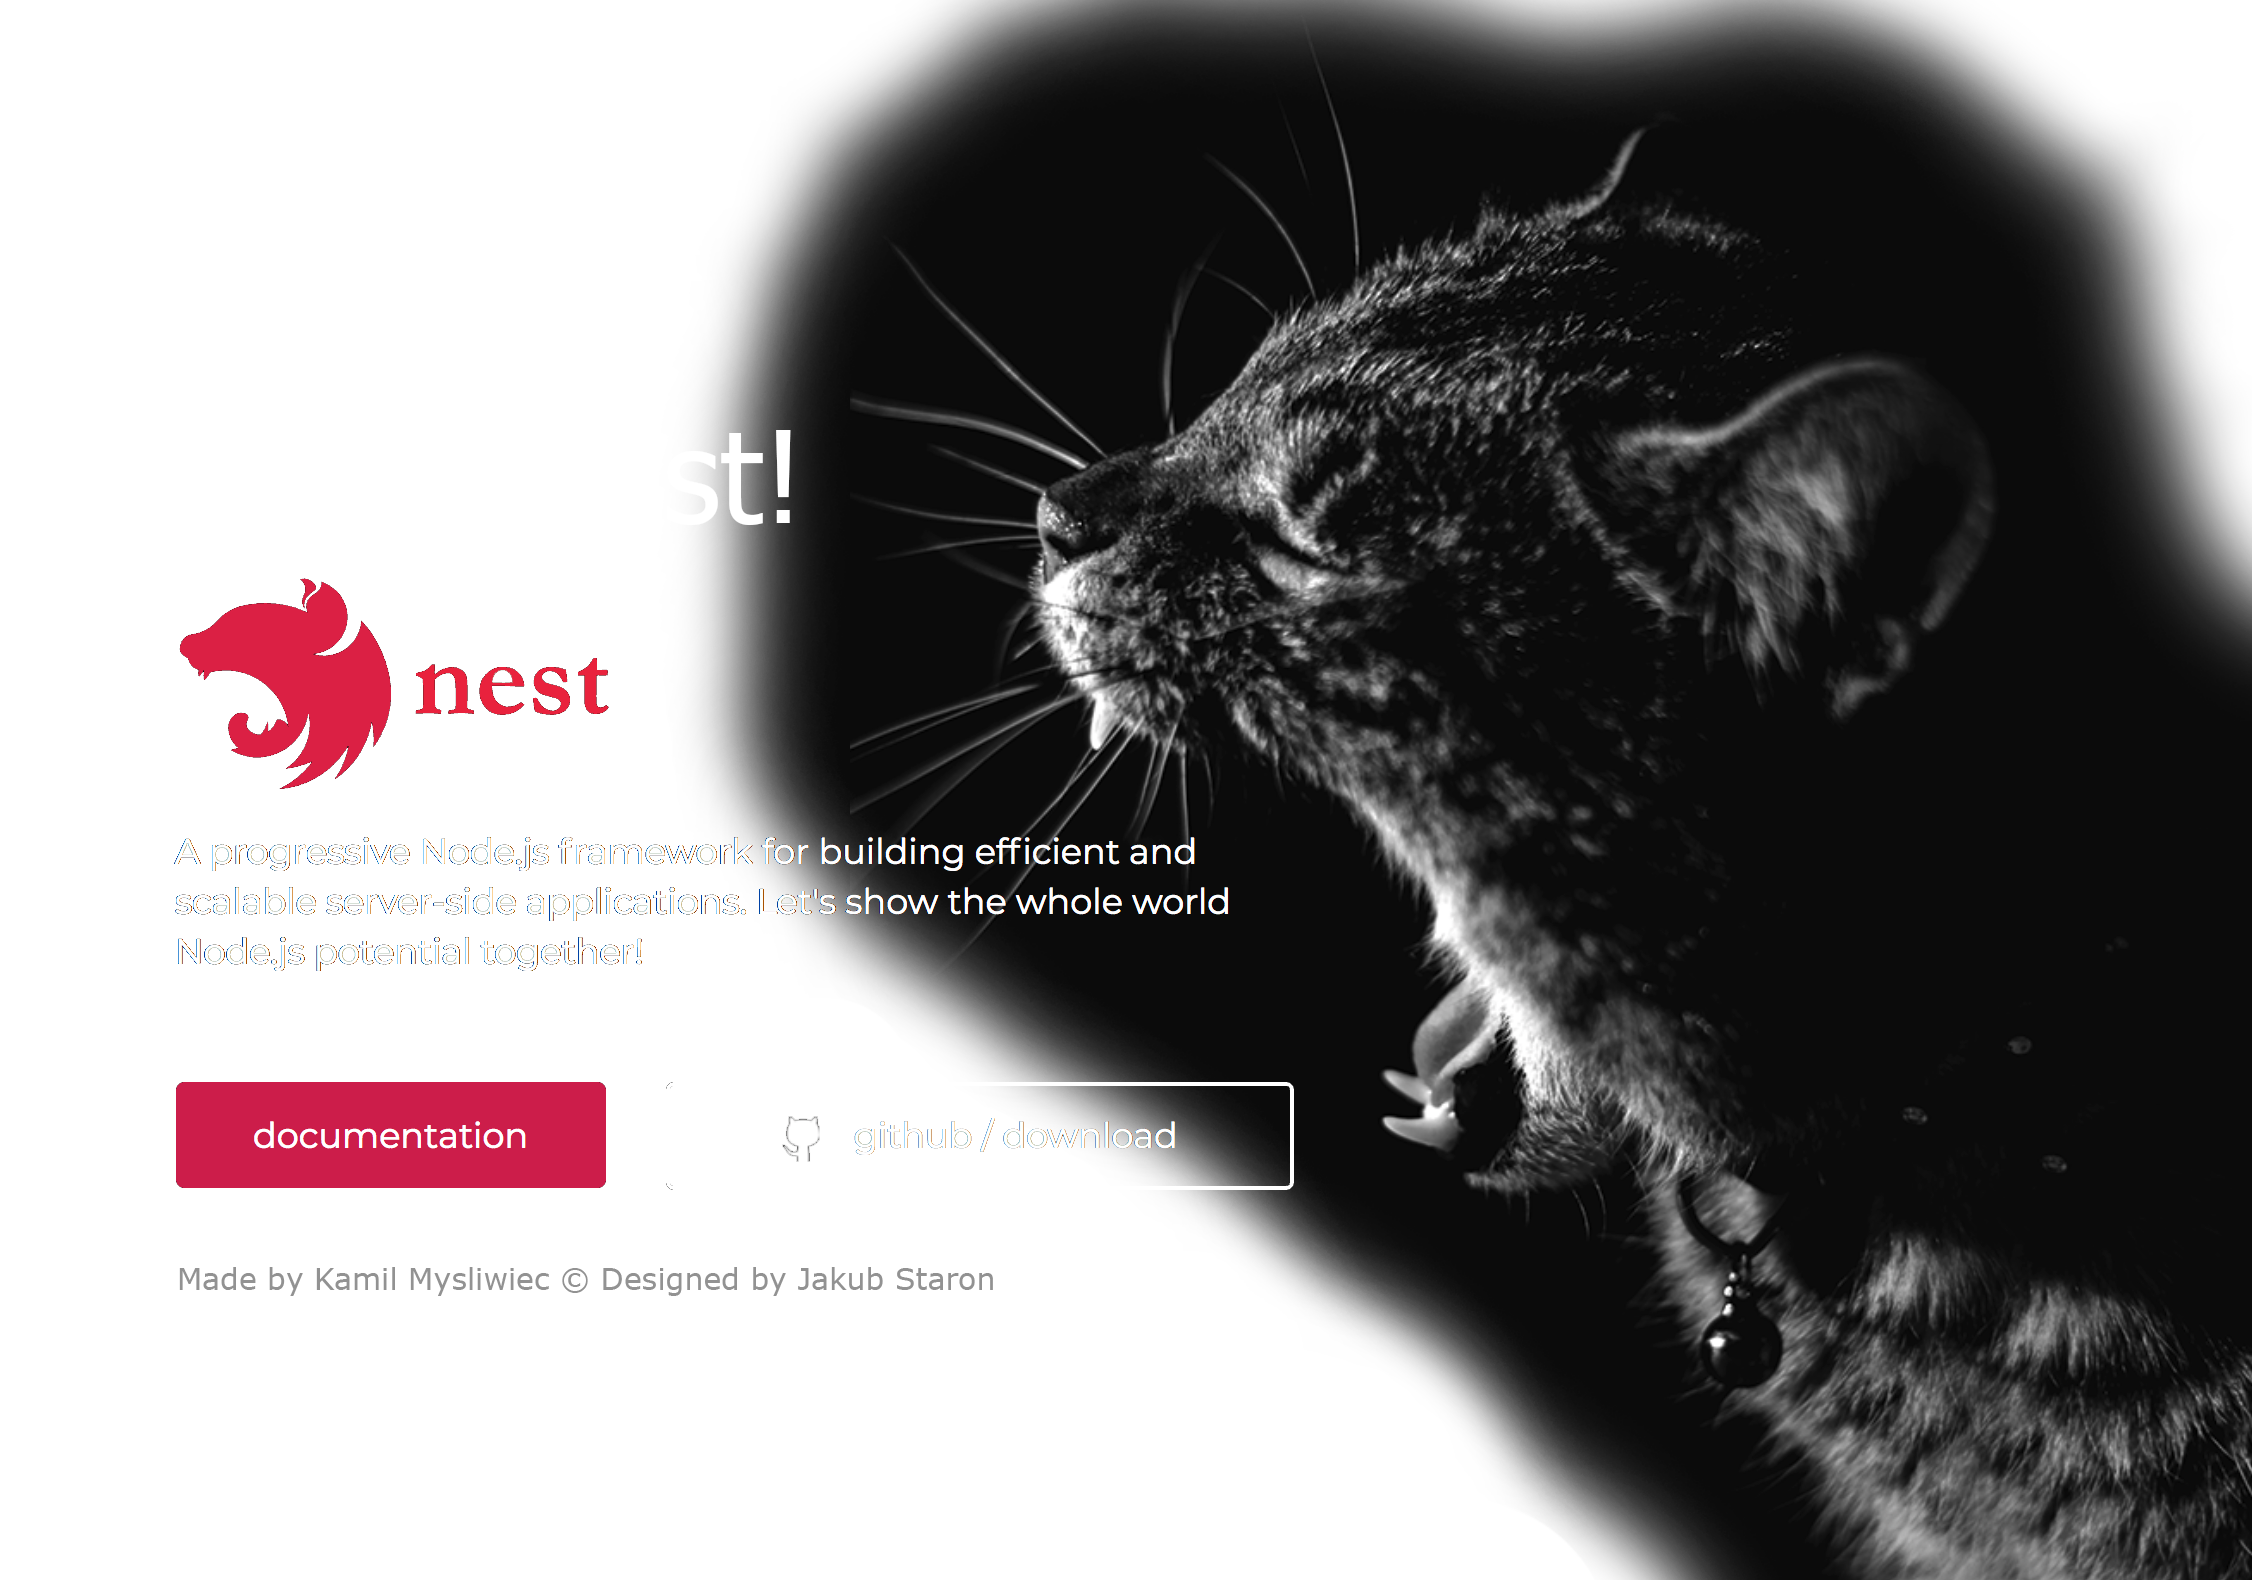 st!
nest
A progressive Node.js framework for building efficient and
scalable server-side applications. Let's show the whole world
Node.js potential together!
documentation
github / download
Made by Kamil Mysliwiec © Designed by Jakub Staron